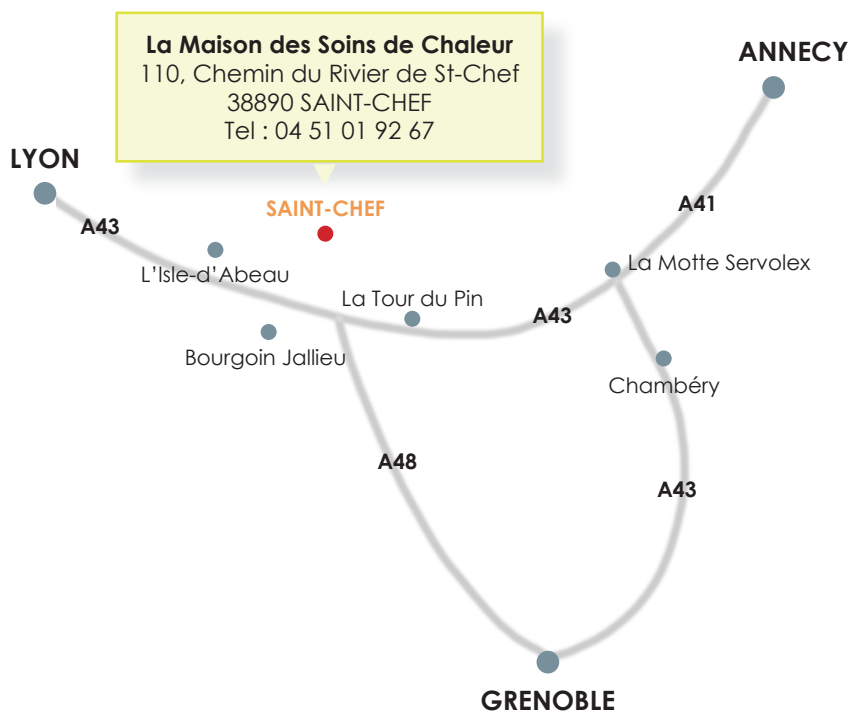 La Maison des Soins de Chaleur
110, Chemin du Rivier de St-Chef
38890 SAINT-CHEF
Tel : 04 51 01 92 67
ANNECY
LYON
SAINT-CHEF
A41
A43
L'Isle-d'Abeau
La Motte Servolex
La Tour du Pin
A43
Bourgoin Jallieu
Chambéry
A48
A43
GRENOBLE